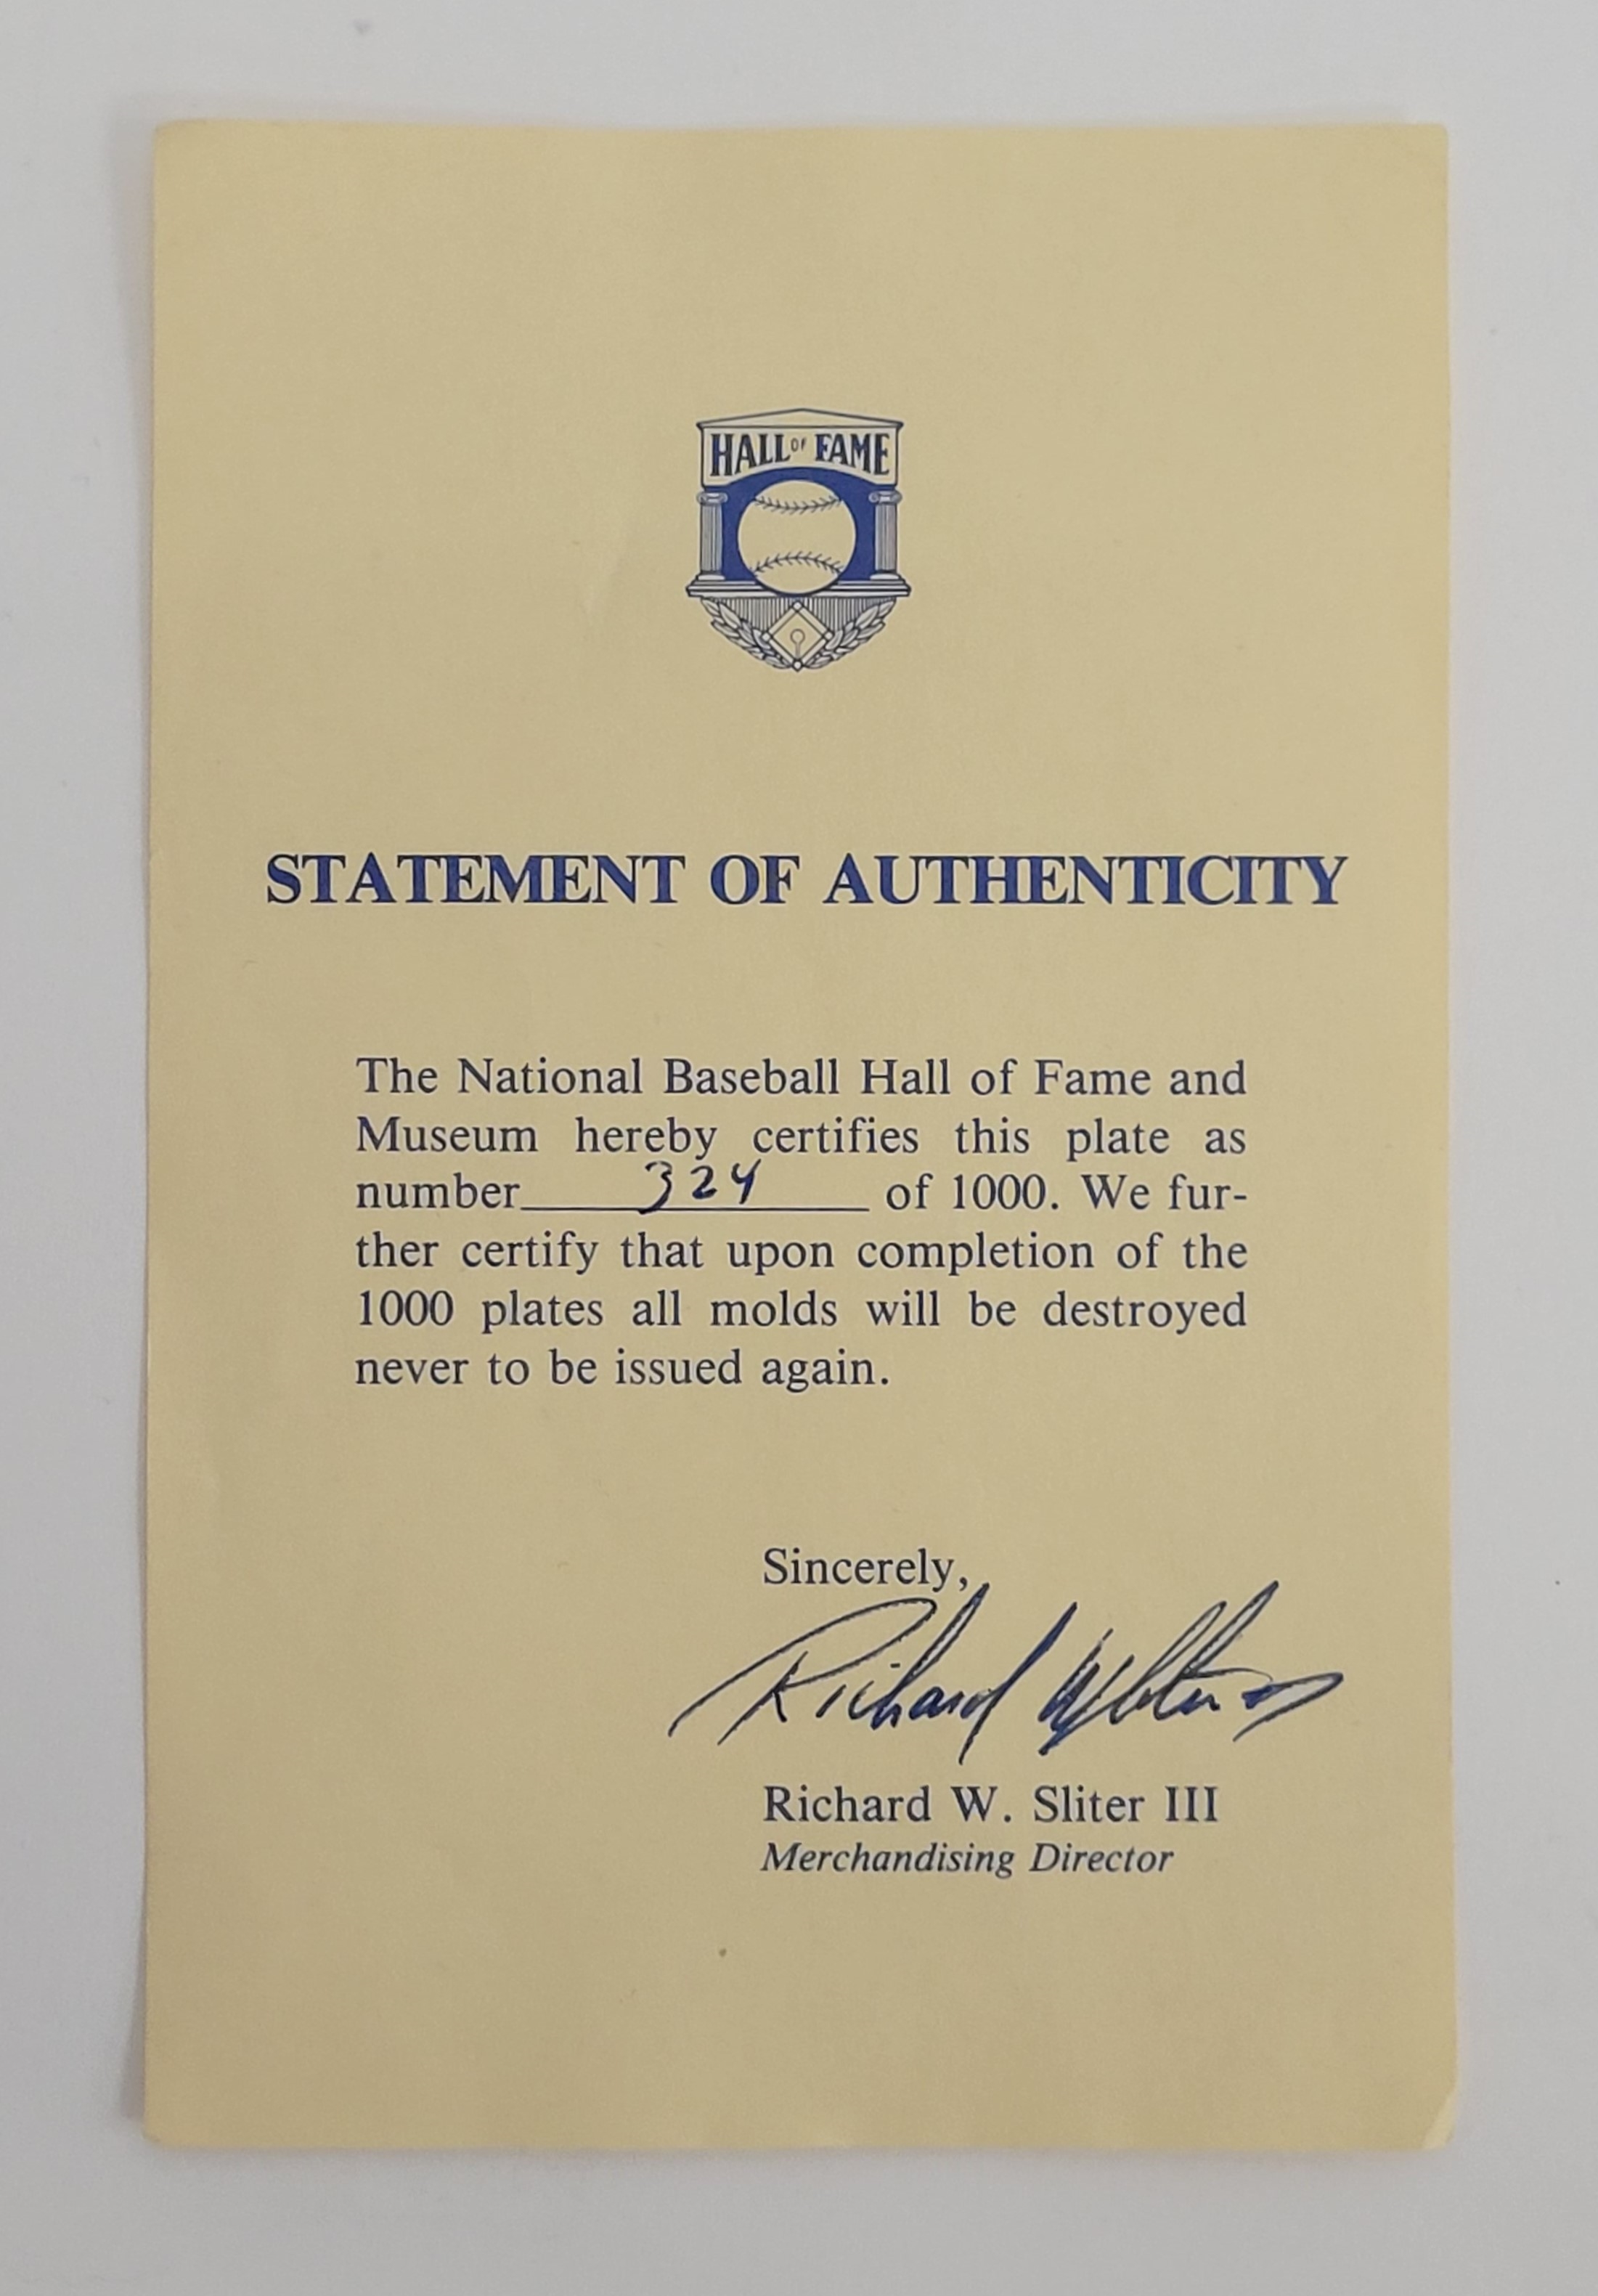 HALL OF FAME
STATEMENT OF AUTHENTICITY
The National Baseball Hall of Fame and
Museum hereby certifies this plate as
number 324 of 1000. We fur-
ther certify that upon completion of the
1000 plates all molds will be destroyed
never to be issued again.
Sincerely,
Richard
Richard W. Sliter III
Merchandising Director